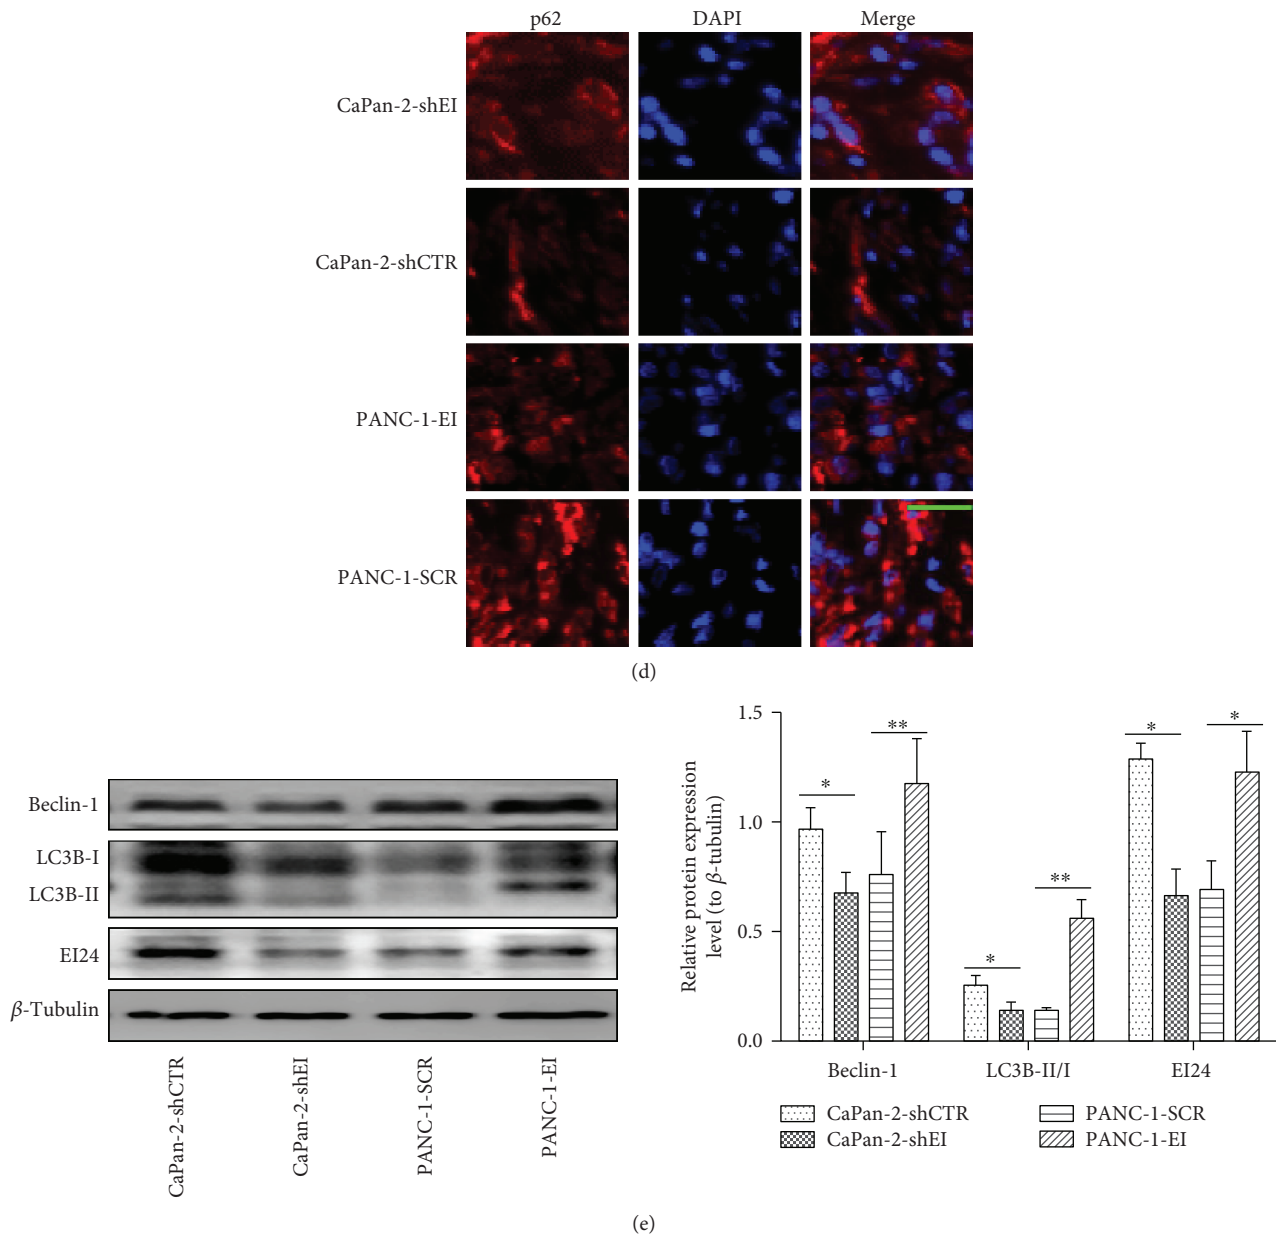 p62 DAPI Merge
CaPan-2-shEI
CaPan-2-shCTR
PANC-1-EI
PANC-1-SCR
(d)
Beclin-1
LC3B-I
LC3B-II
EI24
β-Tubulin
CaPan-2-shCTR
CaPan-2-shEI
PANC-1-SCR
PANC-1-EI
Relative protein expression
level (to β-tubulin)
1.5
1.0
0.5
0.0
* ** * ** * *
Beclin-1 LC3B-II/I EI24
CaPan-2-shCTR PANC-1-SCR
CaPan-2-shEI PANC-1-EI
(e)